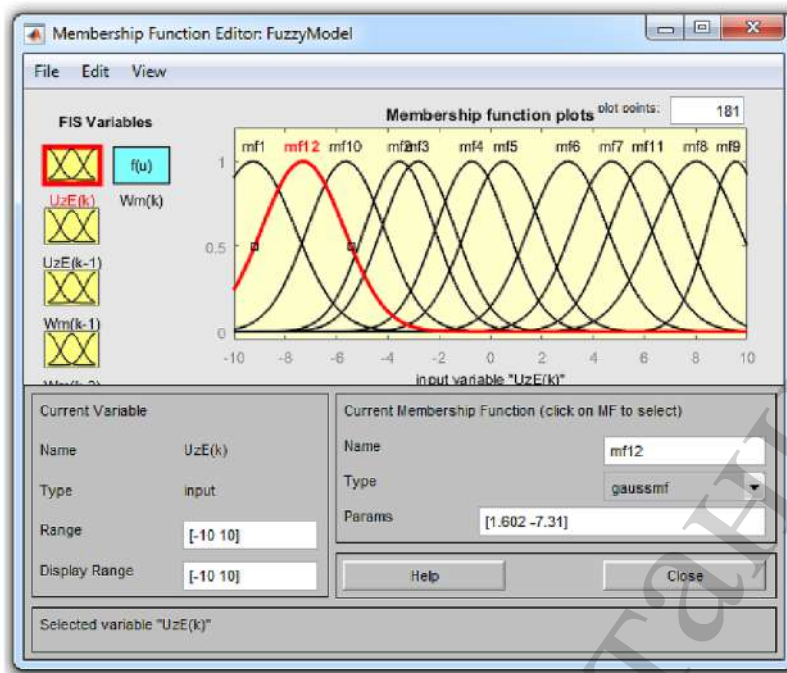 Membership Function Editor: FuzzyModel
File Edit View
FIS Variables
f(u)
UzE(k) Wm(k)
UzE(k-1)
Wm(k-1)
Membership function plots plot points: 181
mf1 mf12 mf10 mf2 mf3 mf4 mf5 mf6 mf7 mf11 mf8 mf9
1
0.5
0
-10 -8 -6 -4 -2 0 2 4 6 8 10
input variable "UzE(k)"
Current Variable
Name UzE(k)
Type input
Range [-10 10]
Display Range [-10 10]
Current Membership Function (click on MF to select)
Name mf12
Type gaussmf
Params [1.602 -7.31]
Help Close
Selected variable "UzE(k)"